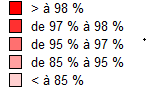 > à 98 %
de 97 % à 98 %
de 95 % à 97 %
de 85 % à 95 %
< à 85 %